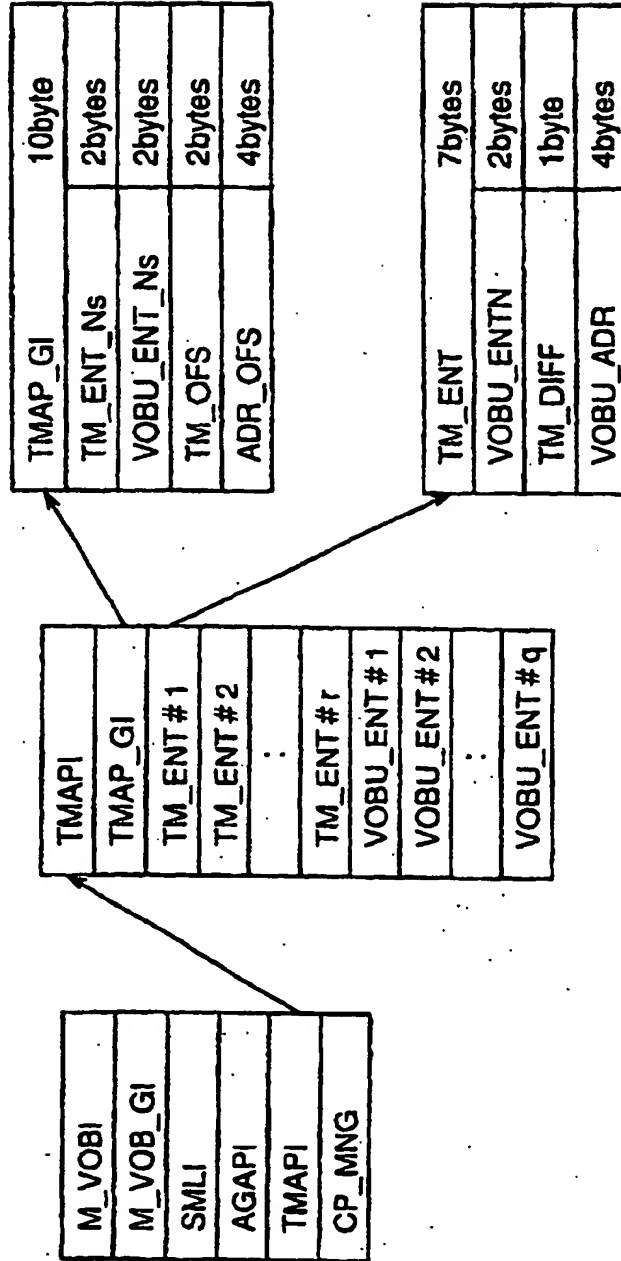 M_VOBI
M_VOB_GI
SMLI
AGAPI
TMAPI
CP_MNG
TMAPI
TMAP_GI
TM_ENT#1
TM_ENT#2
:
TM_ENT#r
VOBU_ENT#1
VOBU_ENT#2
:
VOBU_ENT#q
TMAP_GI 10byte
TM_ENT_Ns 2bytes
VOBU_ENT_Ns 2bytes
TM_OFS 2bytes
ADR_OFS 4bytes
TM_ENT 7bytes
VOBU_ENTN 2bytes
TM_DIFF 1byte
VOBU_ADR 4bytes